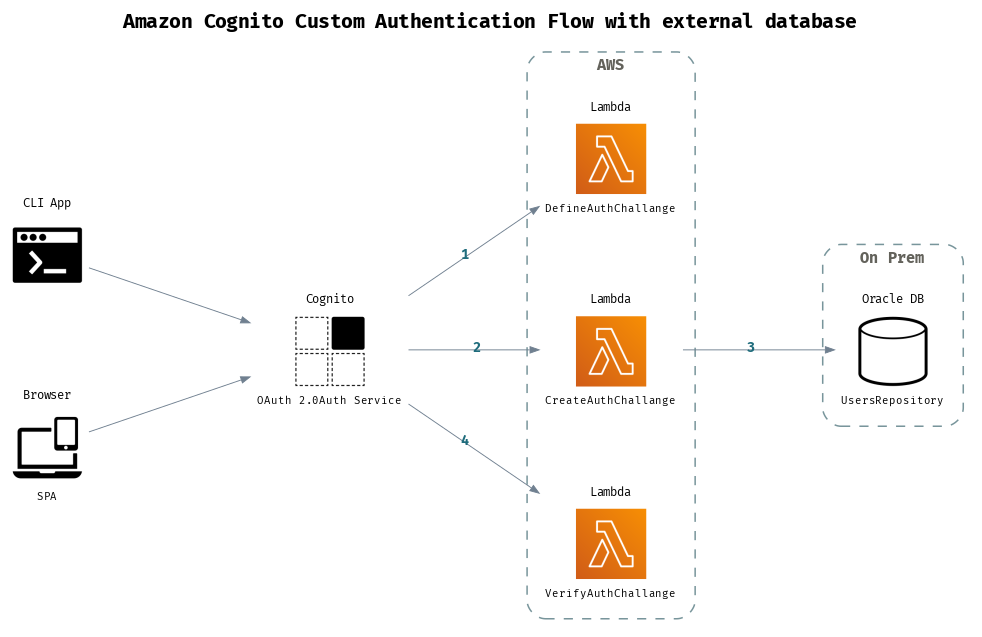 Amazon Cognito Custom Authentication Flow with external database
AWS
Lambda
DefineAuthChallange
CLI App
1
On Prem
Cognito
Lambda
Oracle DB
2
3
OAuth 2.0Auth Service
CreateAuthChallange
UsersRepository
Browser
SPA
4
Lambda
VerifyAuthChallange